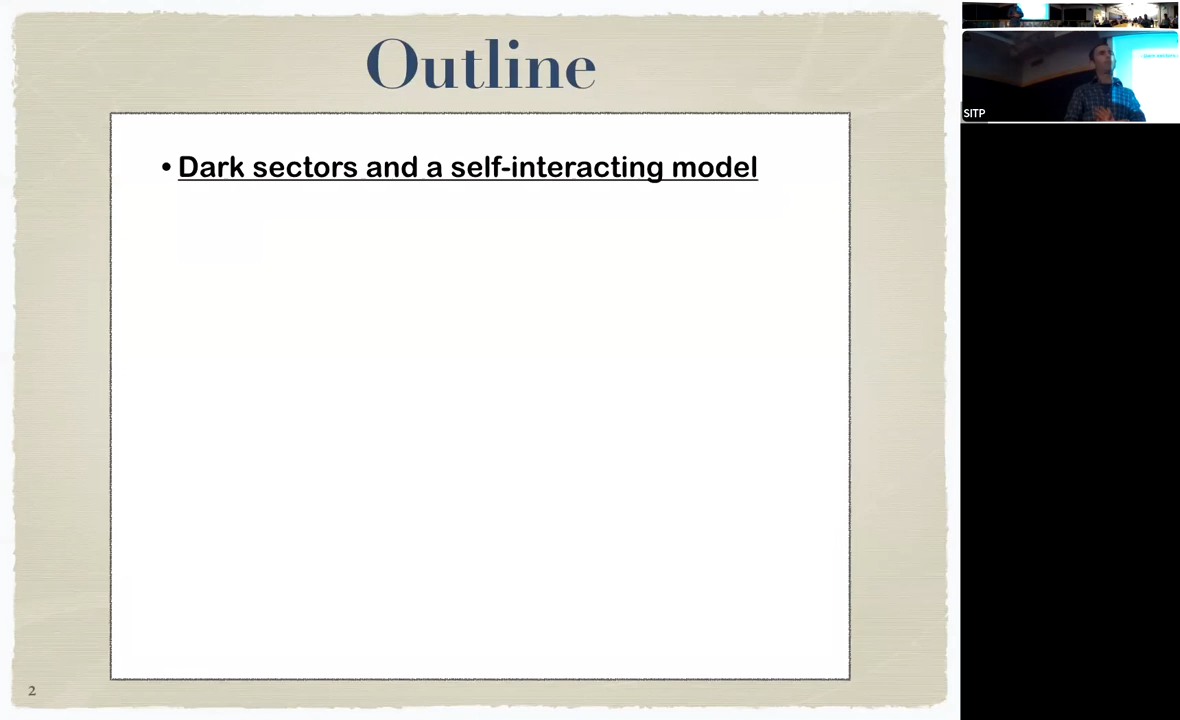 Outline
• Dark sectors and a self-interacting model
2
SITP